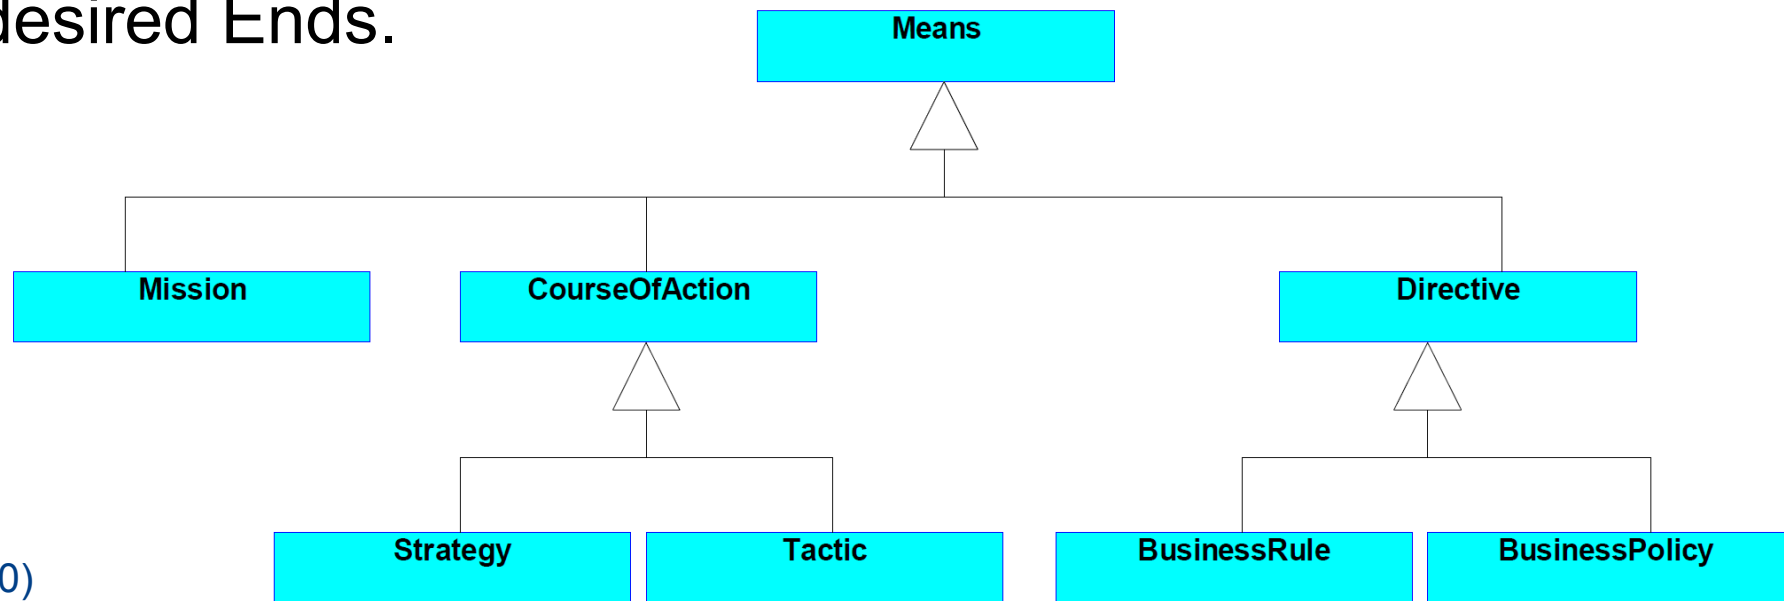 desired Ends.
Means
Mission
CourseOfAction
Directive
Strategy
Tactic
BusinessRule
BusinessPolicy
0)